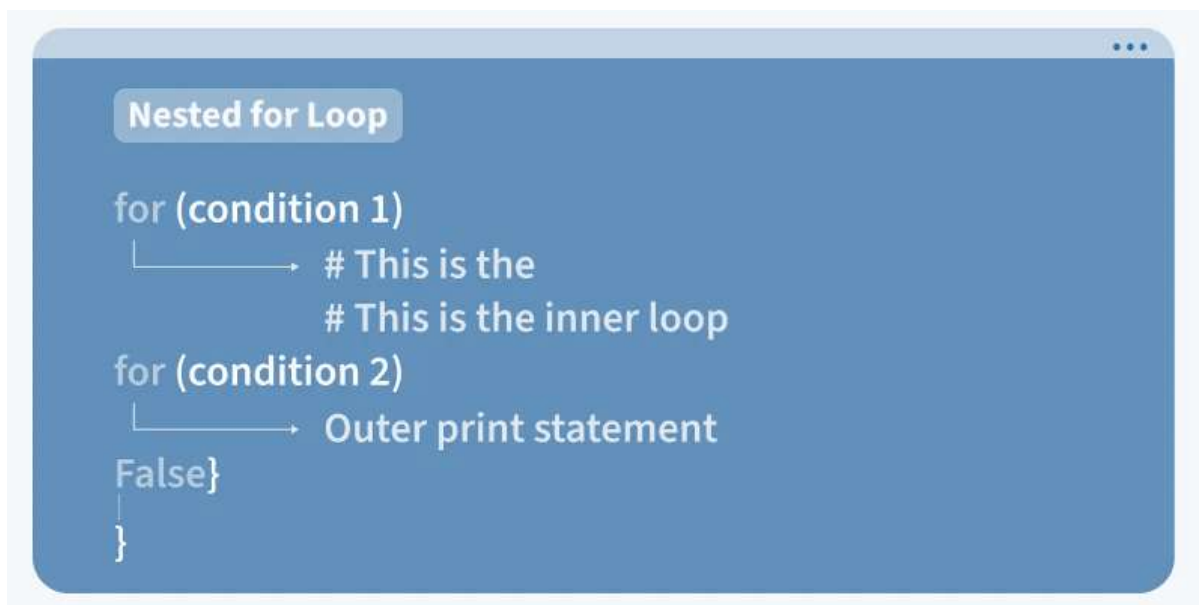 Nested for Loop
for (condition 1)
# This is the
# This is the inner loop
for (condition 2)
Outer print statement
False}
}